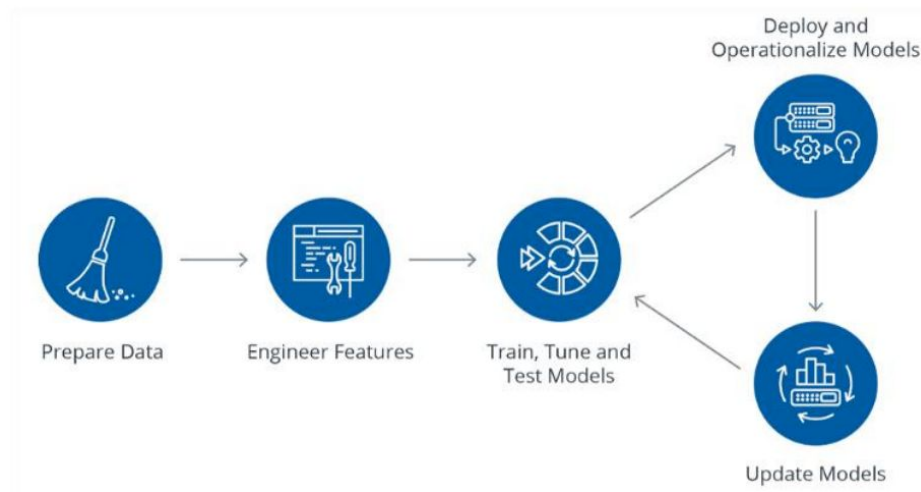 Deploy and
Operationalize Models
Prepare Data
Engineer Features
Train, Tune and
Test Models
Update Models